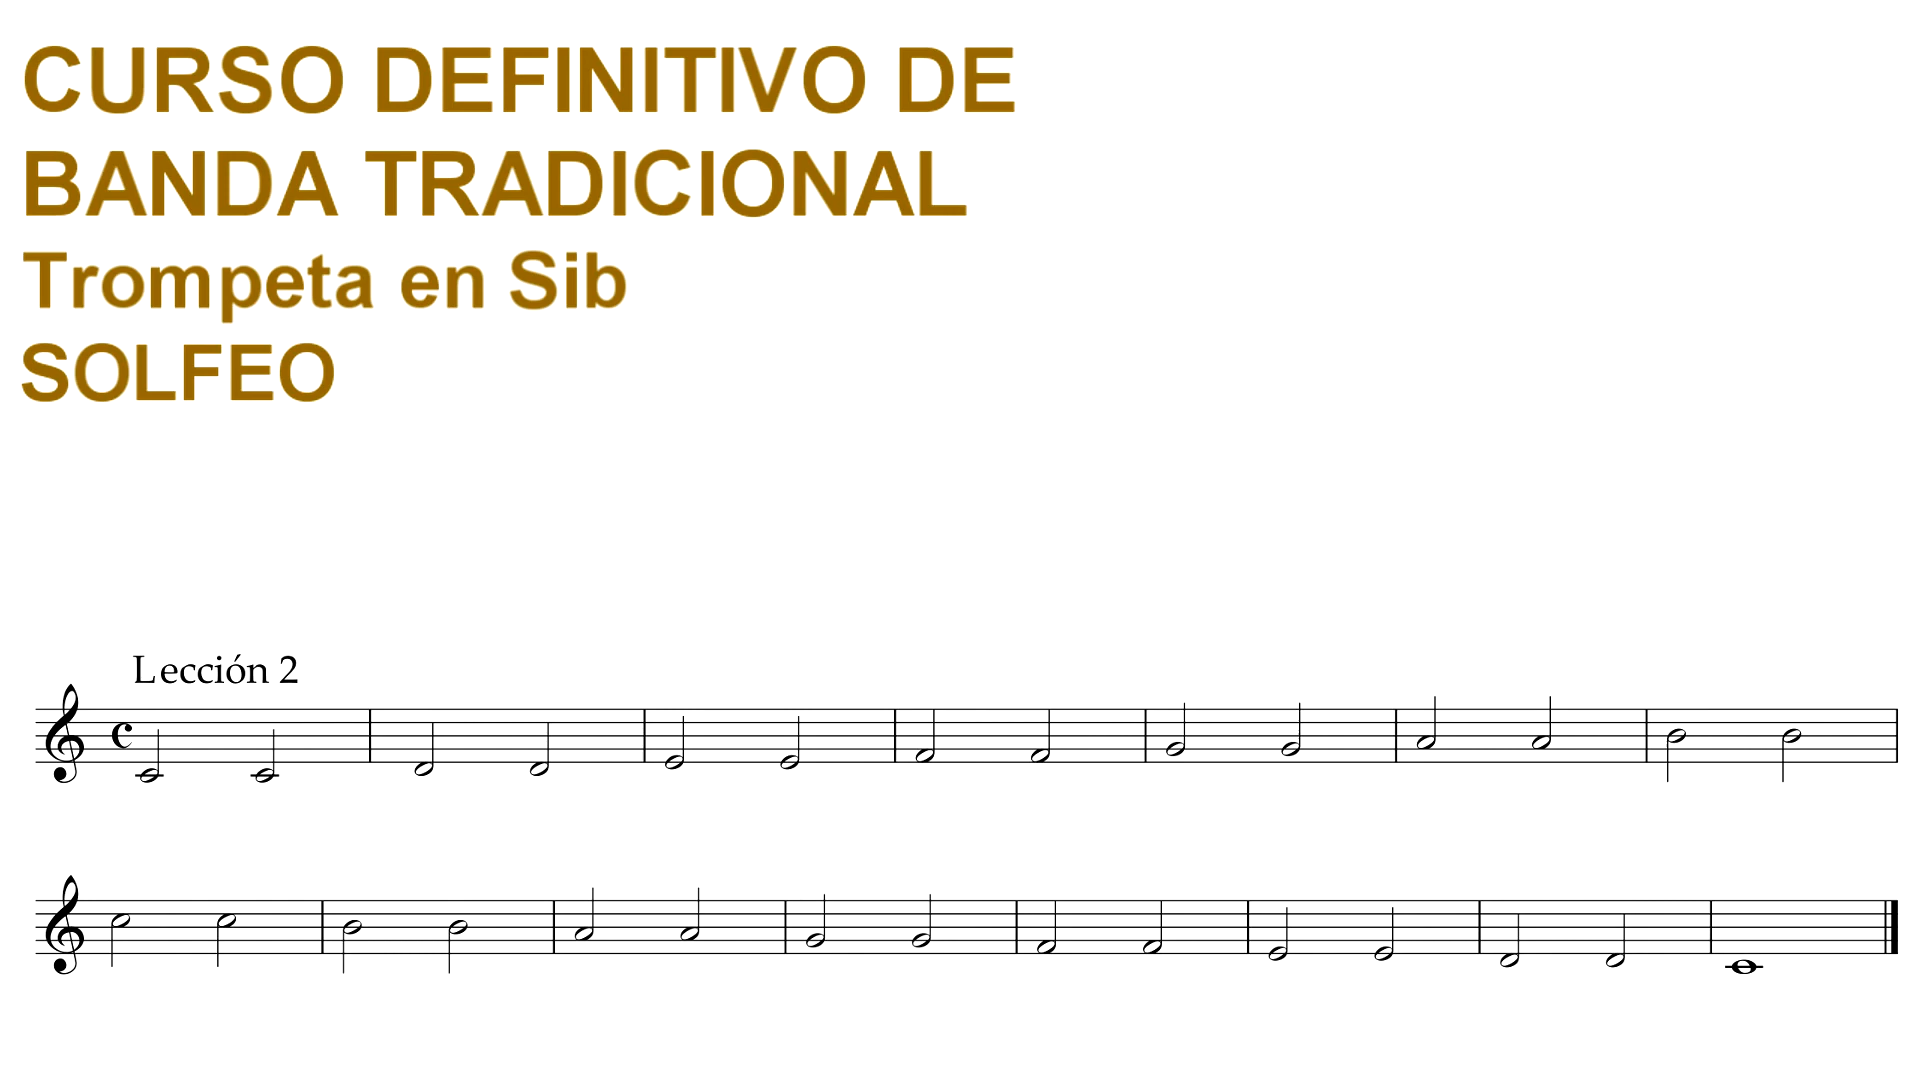 CURSO DEFINITIVO DE
BANDA TRADICIONAL
Trompeta en Sib
SOLFEO
Lección 2